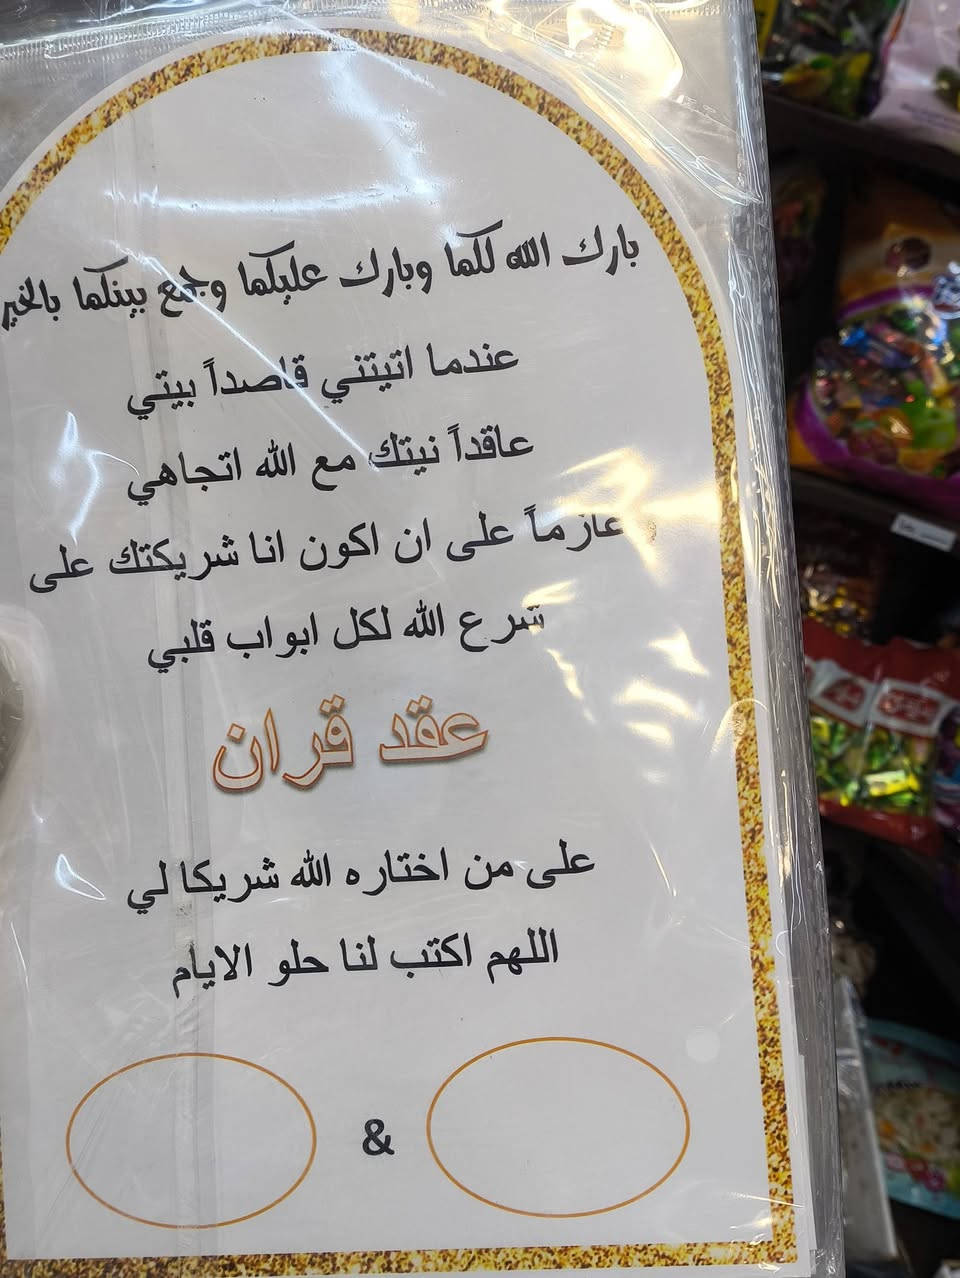 بارك الله لكما وبارك عليكما وجمع بينكما بالخير
عندما اتيتني قاصداً بيتي
عاقداً نيتك مع الله اتجاهي
عازماً على ان اكون انا شريكتك على
شرع الله لكل ابواب قلبي
عقد قران
على من اختاره الله شريكا لي
اللهم اكتب لنا حلو الايام
&